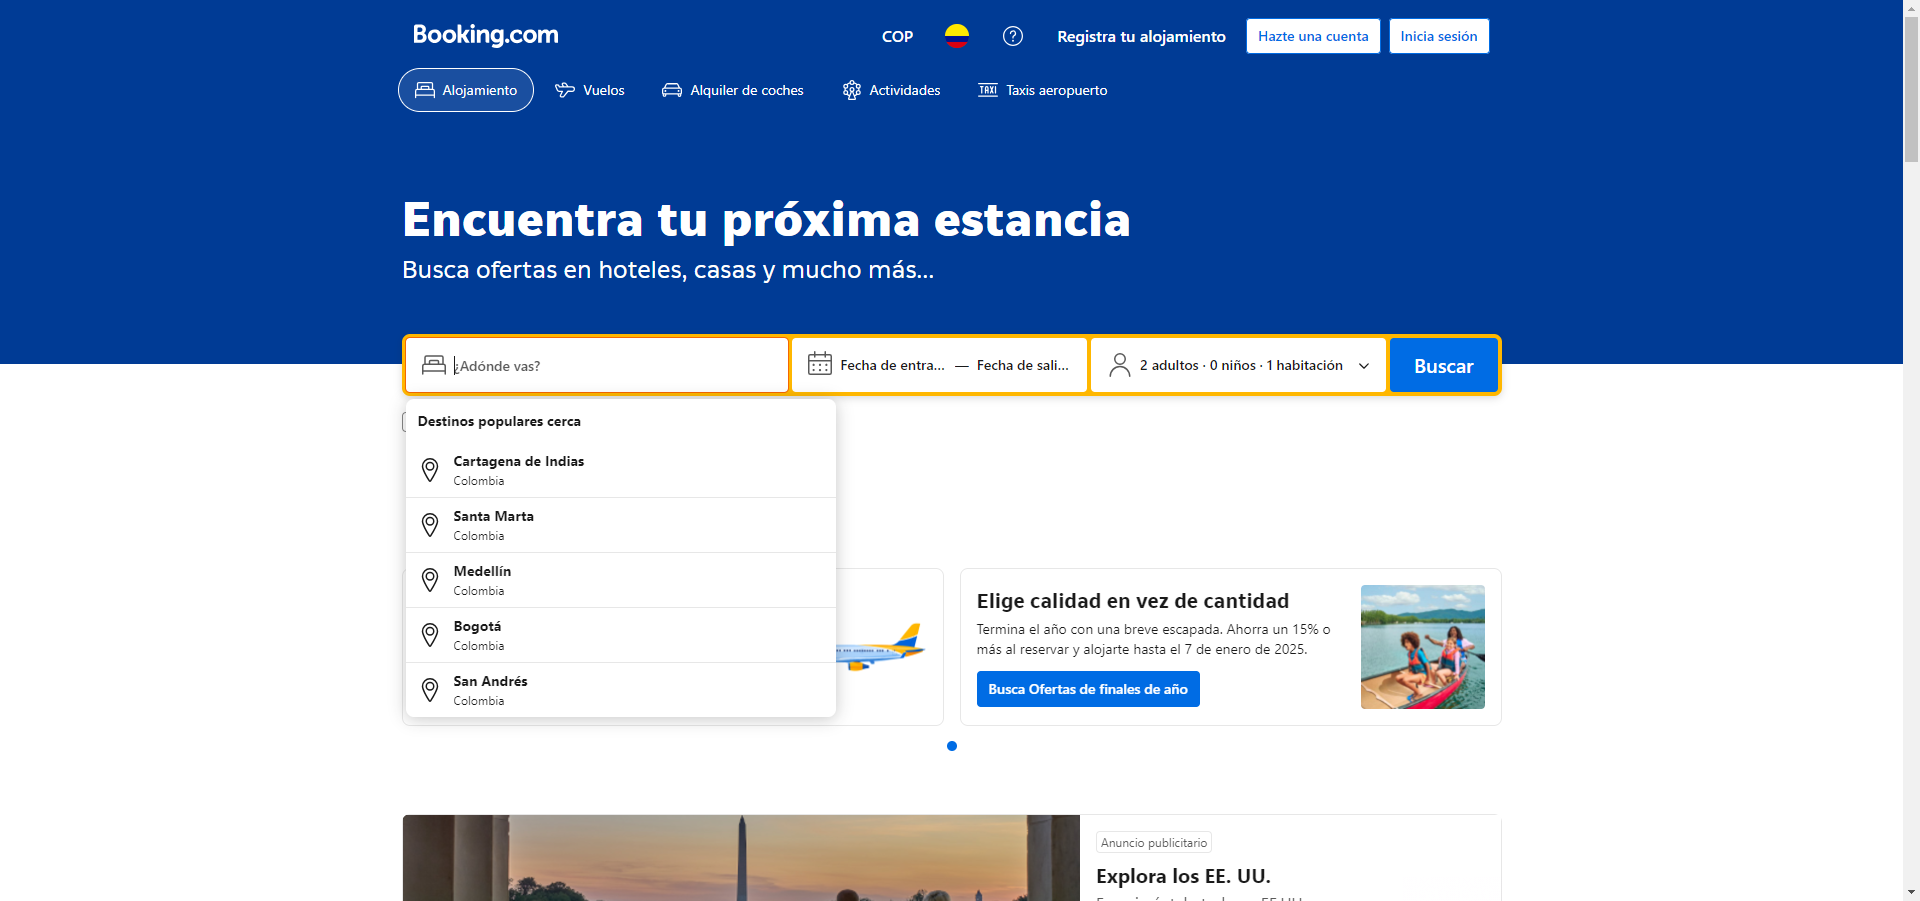 Booking.com
COP
Registra tu alojamiento
Hazte una cuenta
Inicia sesión
Alojamiento
Vuelos
Alquiler de coches
Actividades
TAXI
Taxis aeropuerto
Encuentra tu próxima estancia
Busca ofertas en hoteles, casas y mucho más...
¿Adónde vas?
Fecha de entra... — Fecha de sali...
2 adultos · 0 niños · 1 habitación
Buscar
Destinos populares cerca
Cartagena de Indias
Colombia
Santa Marta
Colombia
Medellín
Colombia
Bogotá
Colombia
San Andrés
Colombia
Elige calidad en vez de cantidad
Termina el año con una breve escapada. Ahorra un 15% o
más al reservar y alojarte hasta el 7 de enero de 2025.
Busca Ofertas de finales de año
Anuncio publicitario
Explora los EE. UU.